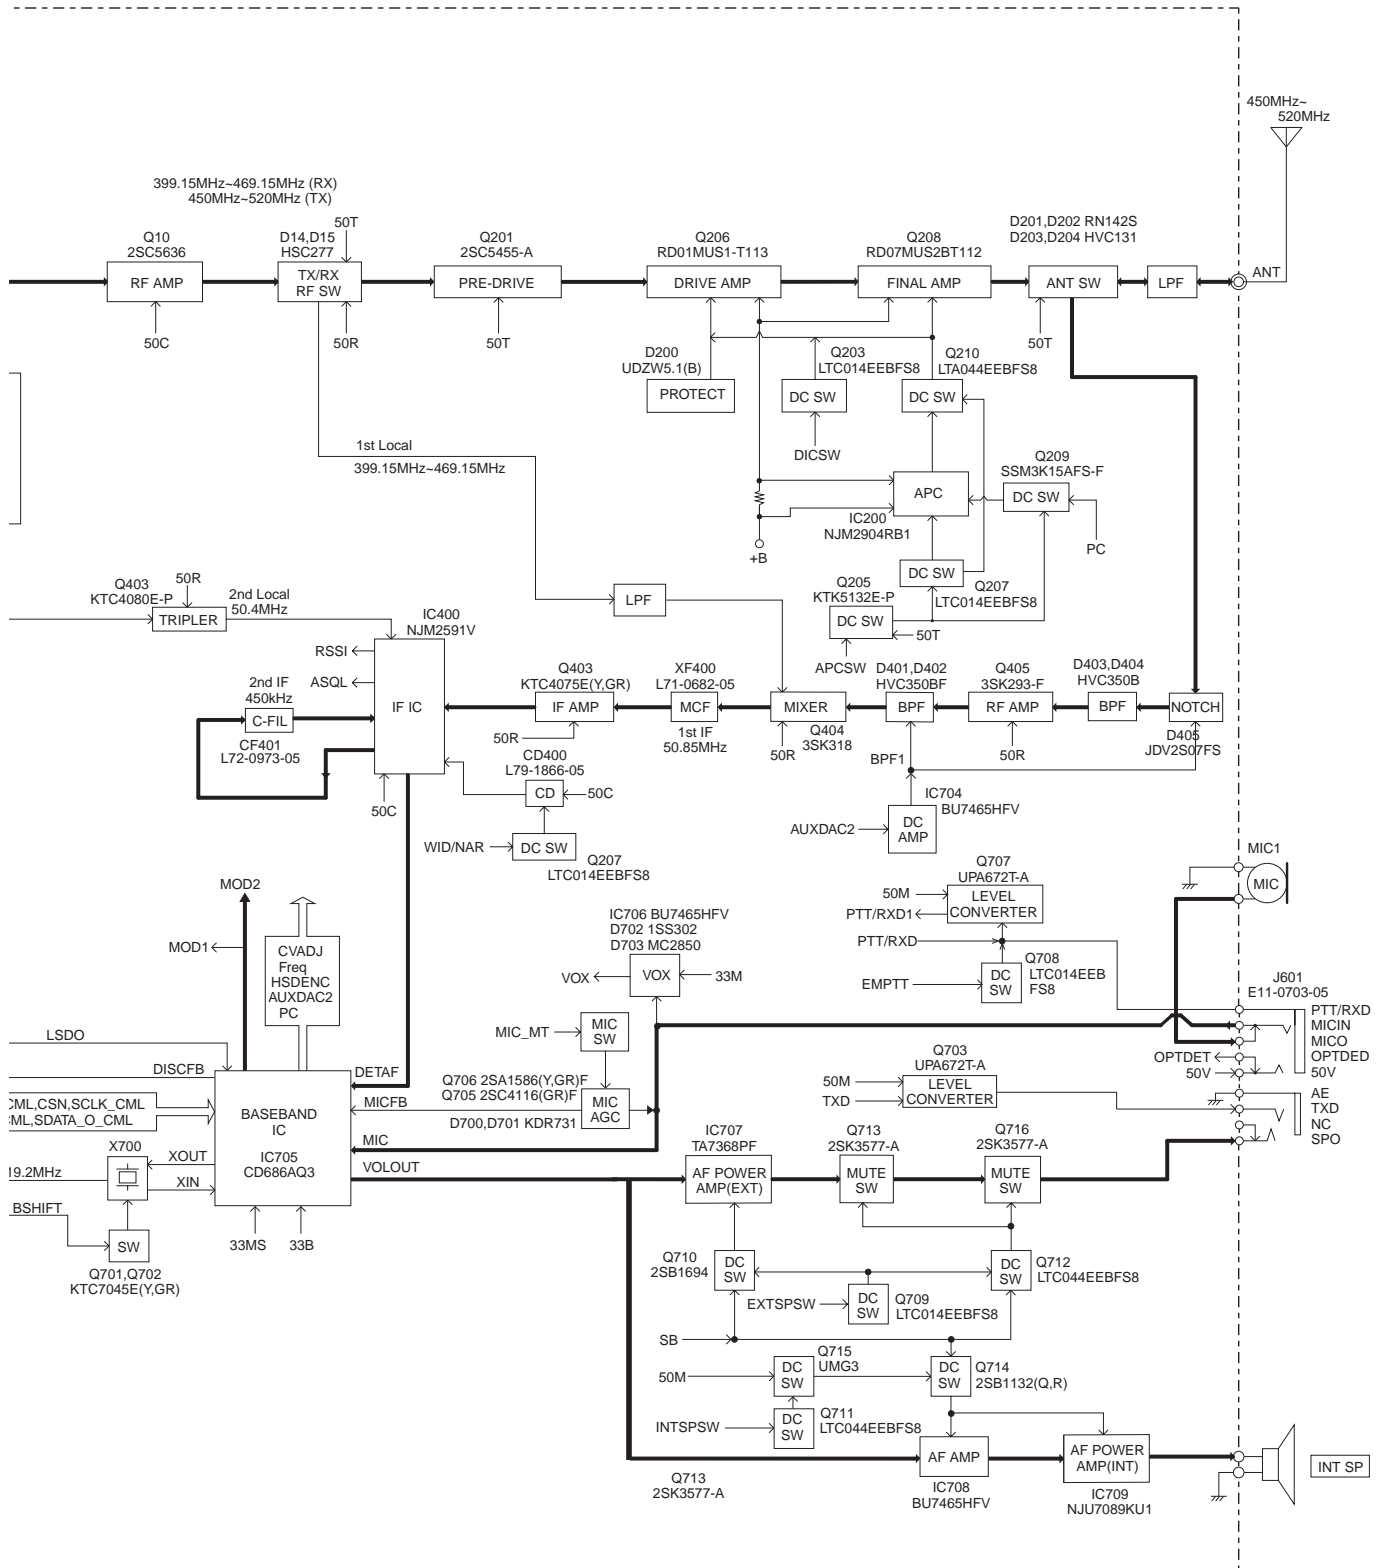 450MHz~
520MHz
399.15MHz~469.15MHz (RX)
450MHz~520MHz (TX)
50T
Q10
2SC5636
D14,D15
HSC277
Q201
2SC5455-A
Q206
RD01MUS1-T113
Q208
RD07MUS2BT112
D201,D202 RN142S
D203,D204 HVC131
RF AMP
TX/RX
RF SW
PRE-DRIVE
DRIVE AMP
FINAL AMP
ANT SW
LPF
ANT
50C
50R
50T
50T
D200
UDZW5.1(B)
PROTECT
Q203
LTC014EEBFS8
DC SW
DICSW
Q210
LTA044EEBFS8
DC SW
1st Local
399.15MHz~469.15MHz
Q209
SSM3K15AFS-F
DC SW
APC
IC200
NJM2904RB1
PC
+B
DC SW
Q207
LTC014EEBFS8
Q205
KTK5132E-P
DC SW
50T
APCSW
LPF
Q403
KTC4080E-P
50R
TRIPLER
2nd Local
50.4MHz
IC400
NJM2591V
RSSI
ASQL
IF IC
2nd IF
450kHz
C-FIL
CF401
L72-0973-05
50C
Q403
KTC4075E(Y,GR)
IF AMP
50R
XF400
L71-0682-05
MCF
1st IF
50.85MHz
MIXER
Q404
3SK318
50R
D401,D402
HVC350BF
BPF
BPF1
Q405
3SK293-F
RF AMP
50R
D403,D404
HVC350B
BPF
NOTCH
D405
JDV2S07FS
CD400
L79-1866-05
CD
50C
WID/NAR
DC SW
Q207
LTC014EEBFS8
IC704
BU7465HFV
AUXDAC2
DC
AMP
MIC1
MIC
Q707
UPA672T-A
50M
LEVEL
CONVERTER
PTT/RXD1
PTT/RXD
Q708
LTC014EEB
FS8
DC
SW
EMPTT
MOD2
MOD1
CVADJ
Freq
HSDENC
AUXDAC2
PC
IC706 BU7465HFV
D702 1SS302
D703 MC2850
VOX
VOX
33M
MIC_MT
MIC
SW
J601
E11-0703-05
PTT/RXD
MICIN
MICO
OPTDED
50V
OPTDET
50V
AE
TXD
NC
SPO
LSDO
DISCFB
DETAF
CML,CSN,SCLK_CML
CML,SDATA_O_CML
Q706 2SA1586(Y,GR)F
Q705 2SC4116(GR)F
MICFB
MIC
AGC
D700,D701 KDR731
BASEBAND
IC
IC705
CD686AQ3
MIC
VOLOUT
Q703
UPA672T-A
50M
TXD
LEVEL
CONVERTER
X700
XOUT
19.2MHz
XIN
BSHIFT
SW
Q701,Q702
KTC7045E(Y,GR)
33MS
33B
IC707
TA7368PF
AF POWER
AMP(EXT)
Q713
2SK3577-A
MUTE
SW
Q716
2SK3577-A
MUTE
SW
Q710
2SB1694
DC
SW
DC
SW
Q712
LTC044EEBFS8
EXTSPSW
DC
SW
Q709
LTC014EEBFS8
SB
Q715
UMG3
50M
DC
SW
DC
SW
Q714
2SB1132(Q,R)
INTSPSW
DC
SW
Q711
LTC044EEBFS8
Q713
2SK3577-A
AF AMP
IC708
BU7465HFV
AF POWER
AMP(INT)
IC709
NJU7089KU1
INT SP